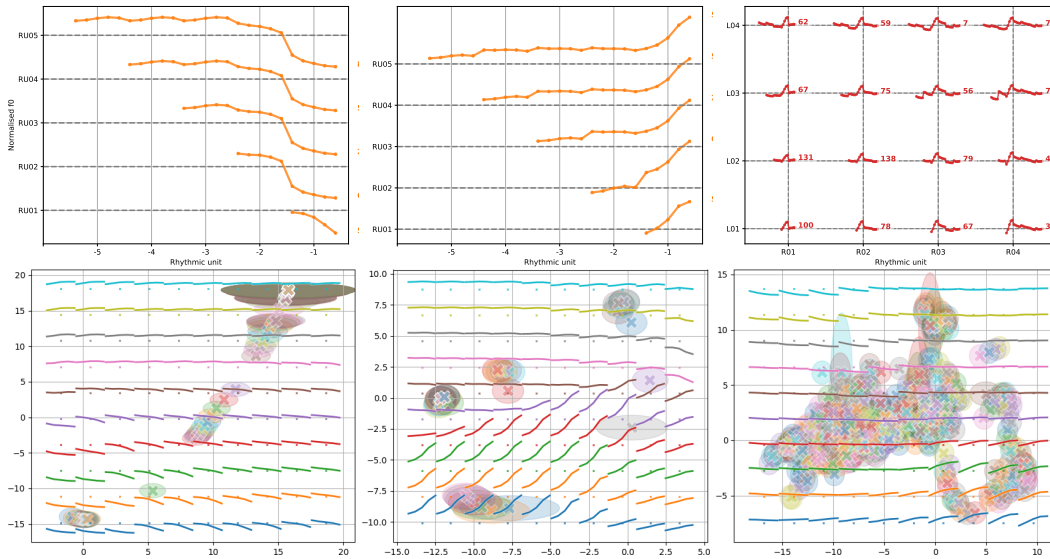 Normalised f0
RU05
RU04
RU03
RU02
RU01
-5 -4 -3 -2 -1
Rhythmic unit
RU05
RU04
RU03
RU02
RU01
-5 -4 -3 -2 -1
Rhythmic unit
L04 62 59 7
L03 67 75 56
L02 131 138 79
L01 100 78 67
R01 R02 R03 R04
Rhythmic unit
20
15
10
5
0
−5
−10
−15
0 5 10 15 20
10.0
7.5
5.0
2.5
0.0
−2.5
−5.0
−7.5
−10.0
−15.0 −12.5 −10.0 −7.5 −5.0 −2.5 0.0 2.5 5.0
15
10
5
0
−5
−15 −10 −5 0 5 10